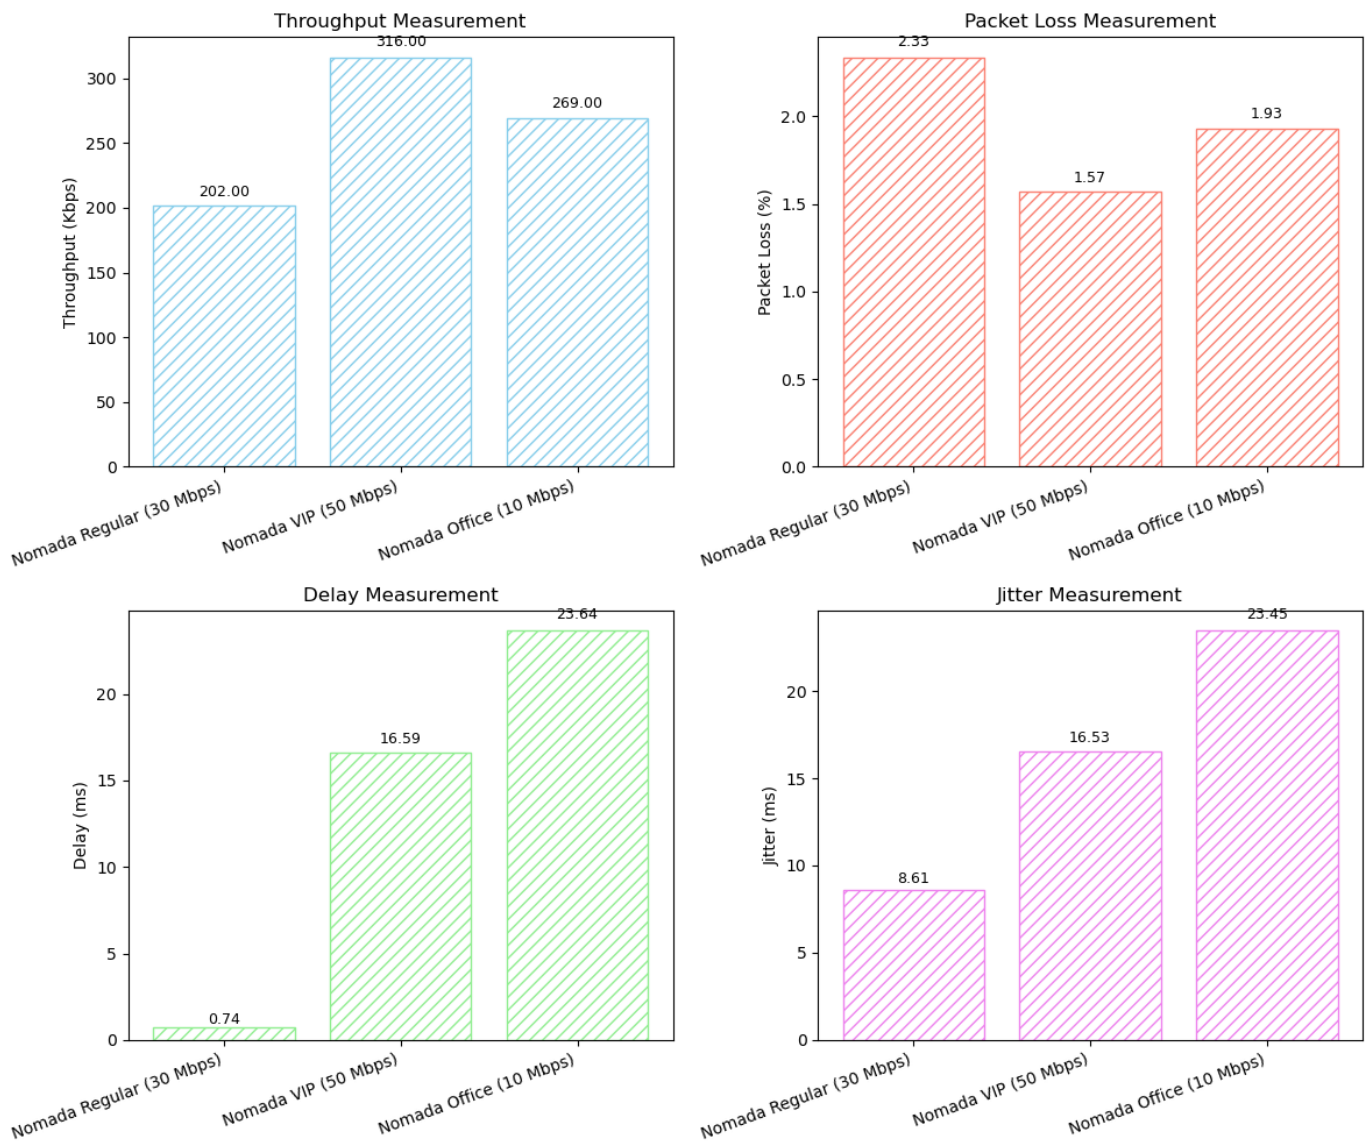 Throughput Measurement
316.00
269.00
202.00
300
250
200
150
100
50
0
Throughput (Kbps)
Nomada Regular (30 Mbps)
Nomada VIP (50 Mbps)
Nomada Office (10 Mbps)
Packet Loss Measurement
2.33
1.93
1.57
2.0
1.5
1.0
0.5
0.0
Packet Loss (%)
Nomada Regular (30 Mbps)
Nomada VIP (50 Mbps)
Nomada Office (10 Mbps)
Delay Measurement
23.64
16.59
0.74
20
15
10
5
0
Delay (ms)
Nomada Regular (30 Mbps)
Nomada VIP (50 Mbps)
Nomada Office (10 Mbps)
Jitter Measurement
23.45
16.53
8.61
20
15
10
5
0
Jitter (ms)
Nomada Regular (30 Mbps)
Nomada VIP (50 Mbps)
Nomada Office (10 Mbps)